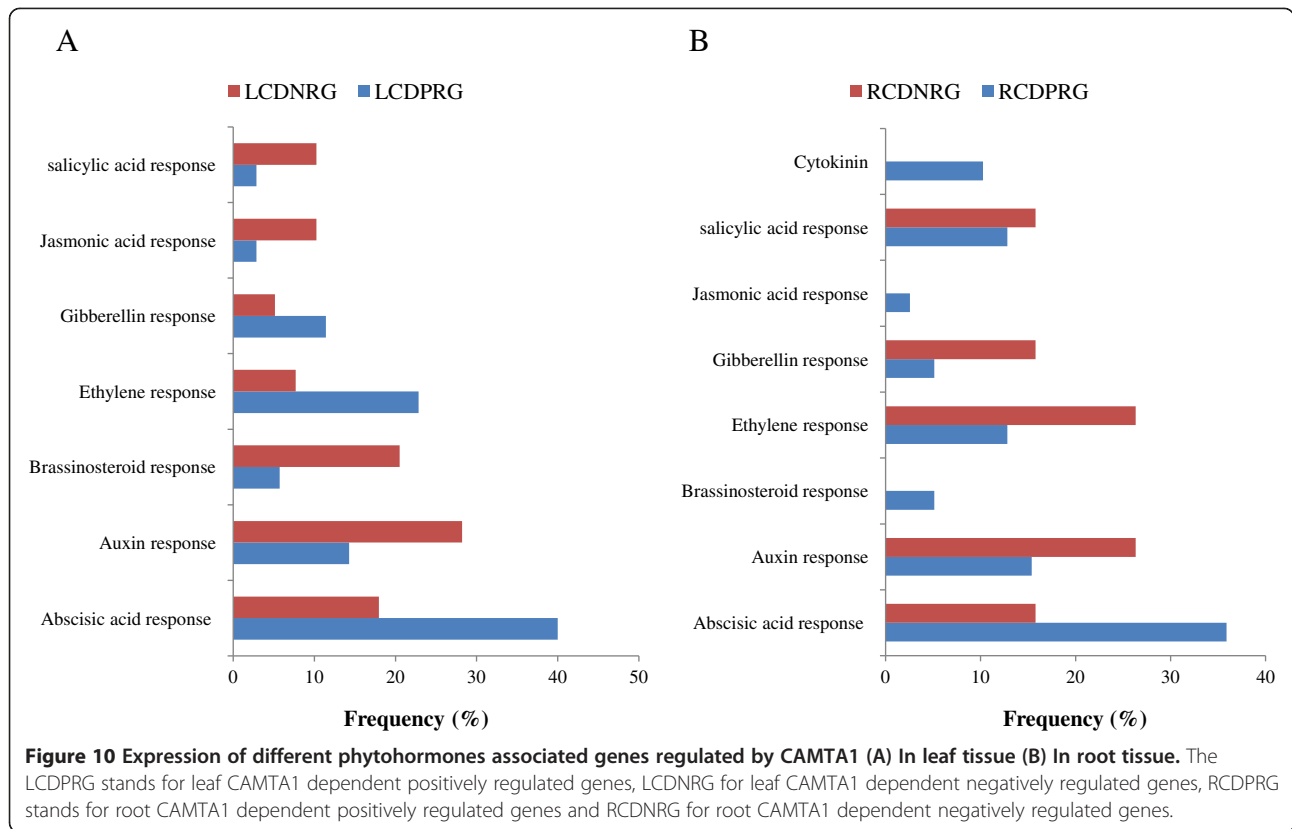 A
LCDNRG LCDPRG
salicylic acid response
Jasmonic acid response
Gibberellin response
Ethylene response
Brassinosteroid response
Auxin response
Abscisic acid response
0 10 20 30 40 50
Frequency (%)
B
RCDNRG RCDPRG
Cytokinin
salicylic acid response
Jasmonic acid response
Gibberellin response
Ethylene response
Brassinosteroid response
Auxin response
Abscisic acid response
0 10 20 30 40
Frequency (%)
Figure 10 Expression of different phytohormones associated genes regulated by CAMTA1 (A) In leaf tissue (B) In root tissue. The
LCDPRG stands for leaf CAMTA1 dependent positively regulated genes, LCDNRG for leaf CAMTA1 dependent negatively regulated genes, RCDPRG
stands for root CAMTA1 dependent positively regulated genes and RCDNRG for root CAMTA1 dependent negatively regulated genes.